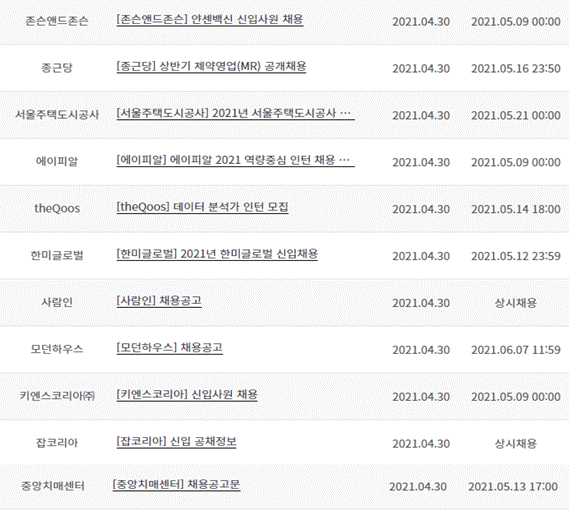 존슨앤드존슨 [존슨앤드존슨] 얀센백신 신입사원 채용 2021.04.30 2021.05.09 00:00
종근당 [종근당] 상반기 제약영업(MR) 공개채용 2021.04.30 2021.05.16 23:50
서울주택도시공사 [서울주택도시공사] 2021년 서울주택도시공사 … 2021.04.30 2021.05.21 00:00
에이피알 [에이피알] 에이피알 2021 역량중심 인턴 채용 … 2021.04.30 2021.05.09 00:00
theQoos [theQoos] 데이터 분석가 인턴 모집 2021.04.30 2021.05.14 18:00
한미글로벌 [한미글로벌] 2021년 한미글로벌 신입채용 2021.04.30 2021.05.12 23:59
사람인 [사람인] 채용공고 2021.04.30 상시채용
모던하우스 [모던하우스] 채용공고 2021.04.30 2021.06.07 11:59
키엔스코리아㈜ [키엔스코리아] 신입사원 채용 2021.04.30 2021.05.09 00:00
잡코리아 [잡코리아] 신입 공채정보 2021.04.30 상시채용
중앙치매센터 [중앙치매센터] 채용공고문 2021.04.30 2021.05.13 17:00